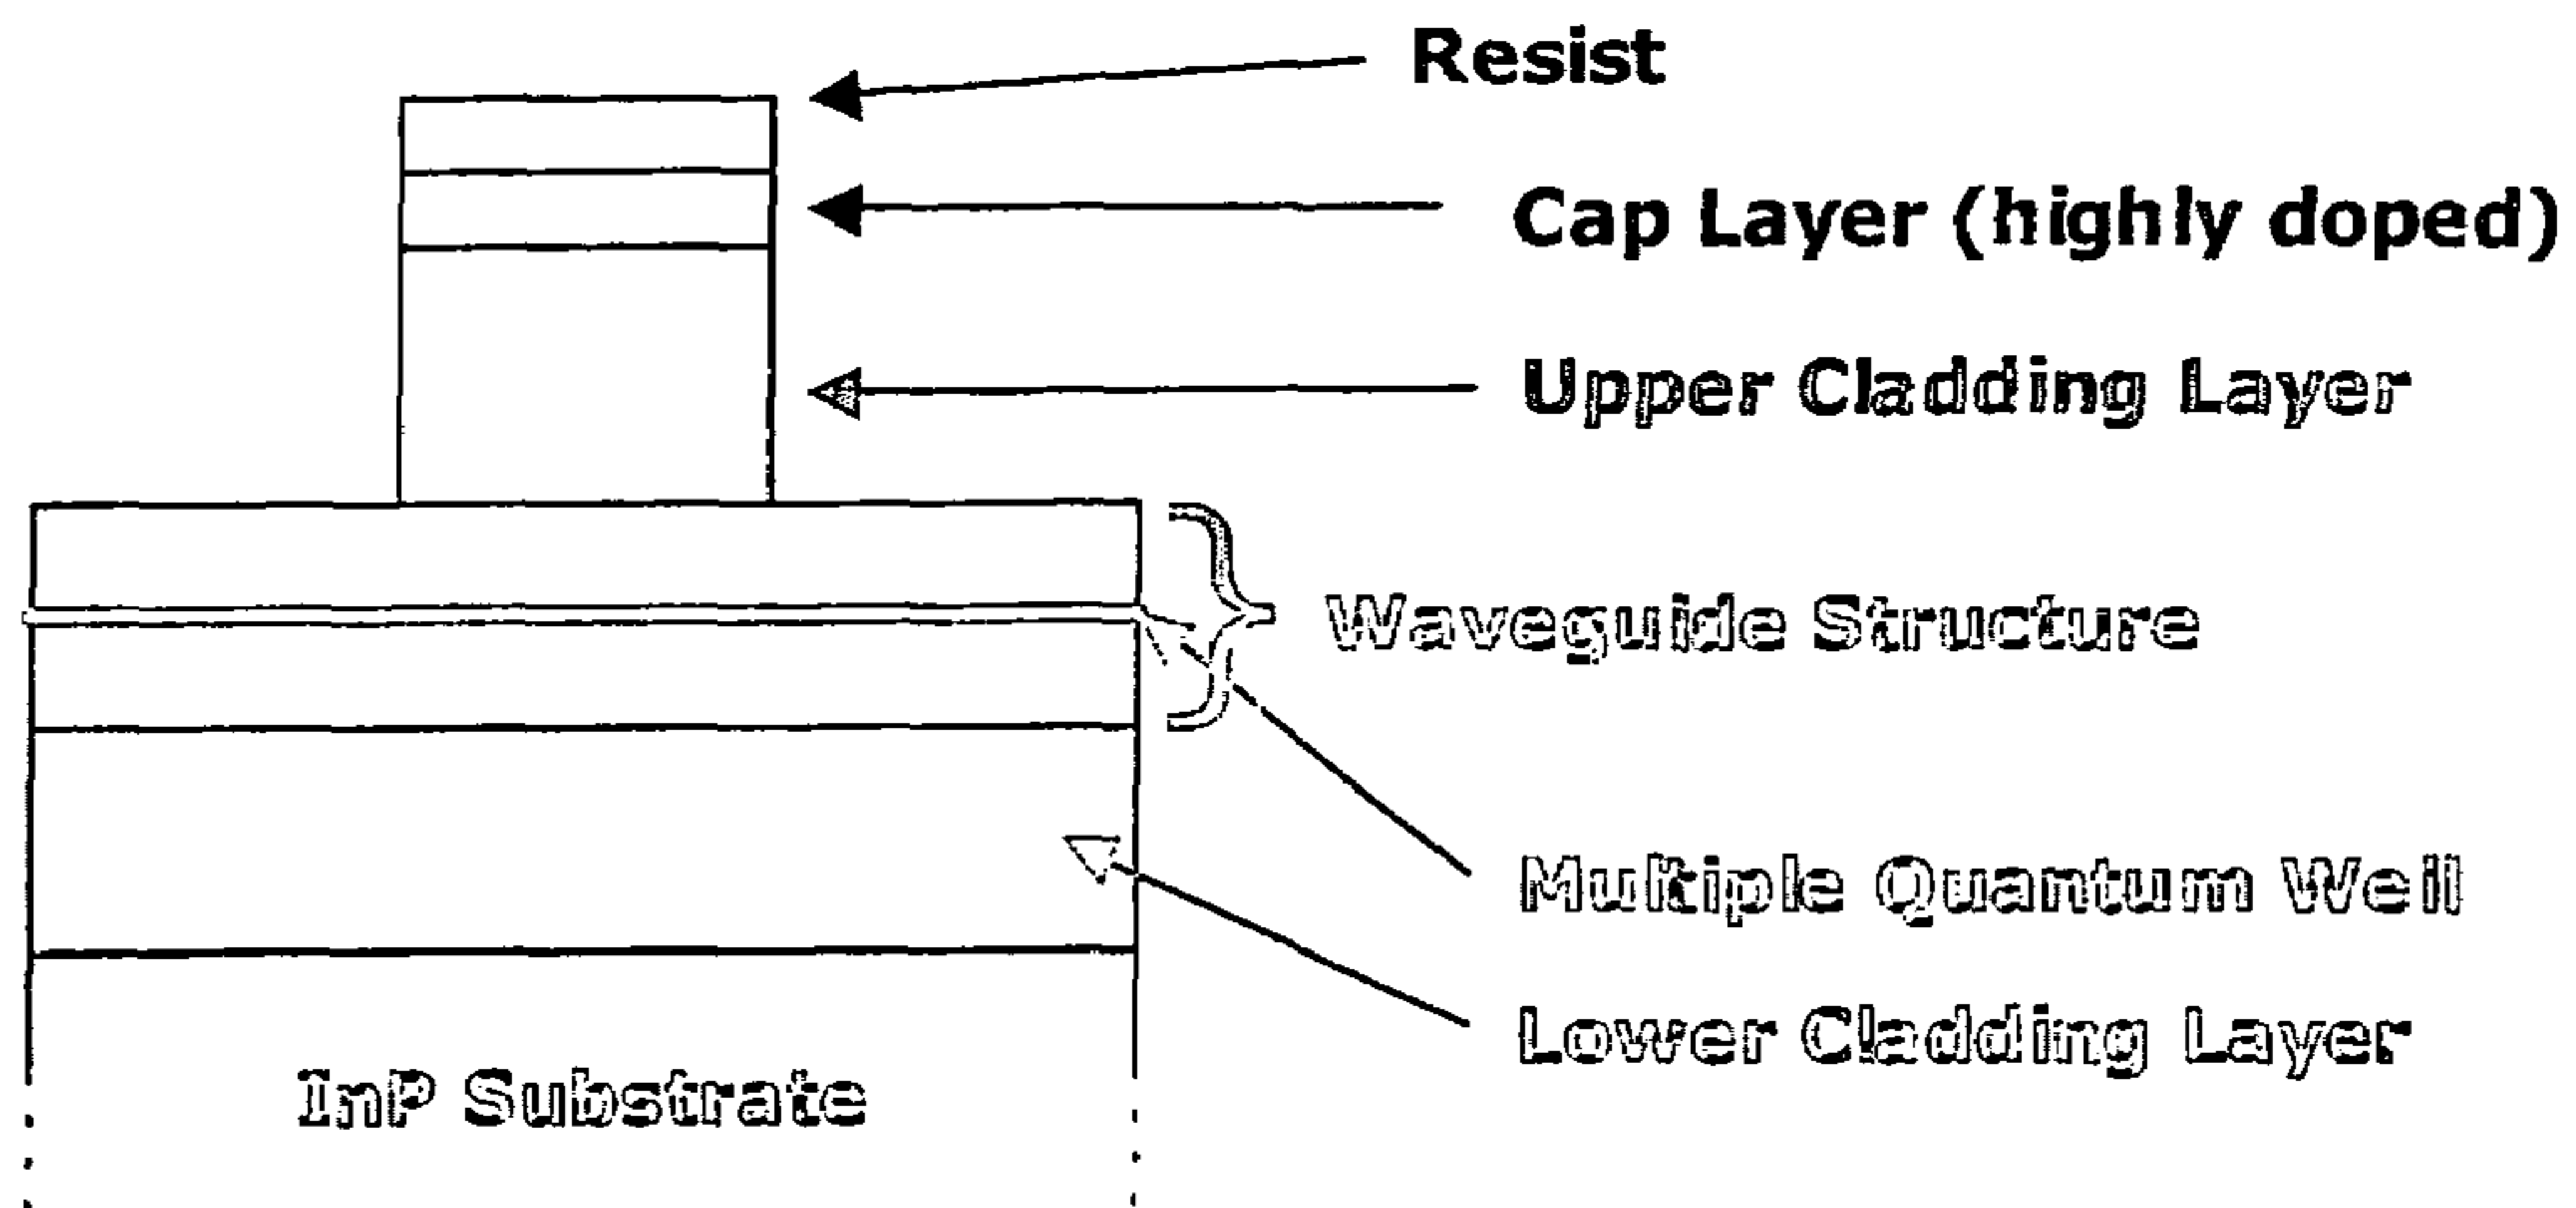 Resist
Cap Layer (highly doped)
Upper Cladding Layer
Waveguide Structure
Multiple Quantum Well
Lower Cladding Layer
InP Substrate